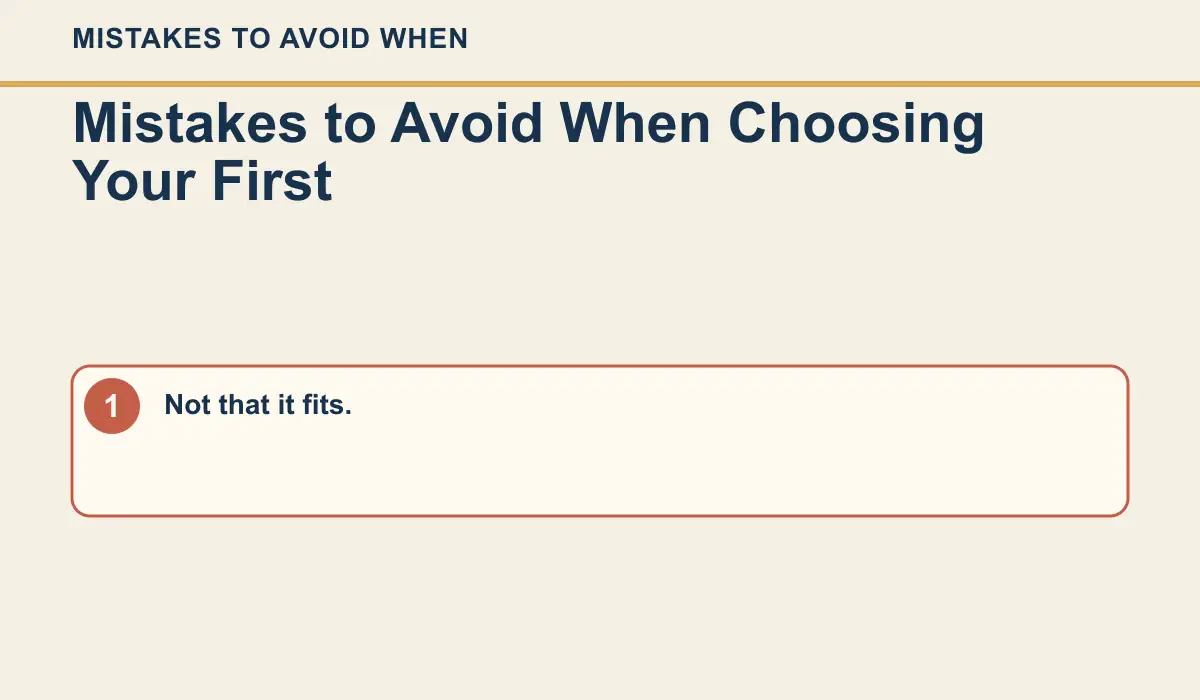 MISTAKES TO AVOID WHEN
Mistakes to Avoid When Choosing
Your First
1 Not that it fits.